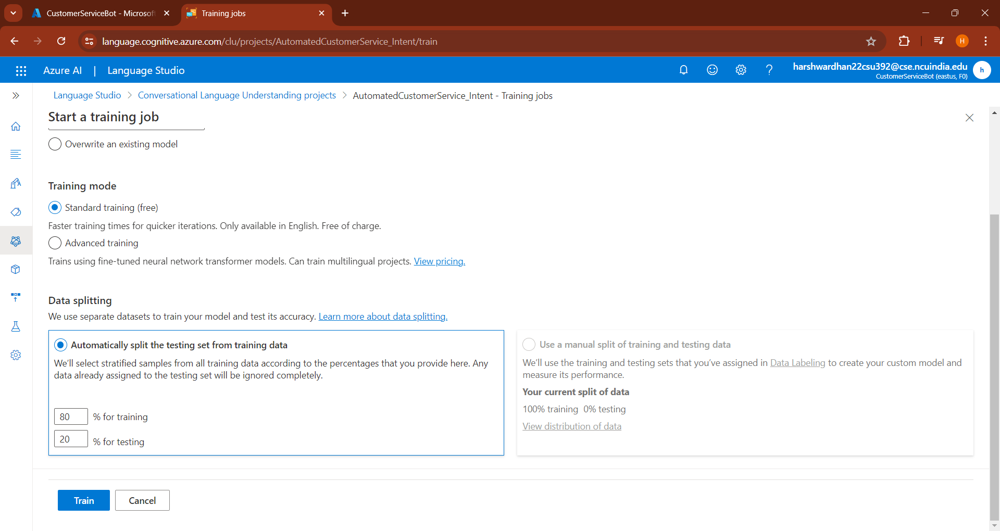 CustomerServiceBot - Microsoft
Training jobs
language.cognitive.azure.com/clu/projects/AutomatedCustomerService_Intent/train
H
Azure AI | Language Studio
harshwardhan22csu392@cse.ncuindia.edu
CustomerServiceBot (eastus, F0)
h
Language Studio > Conversational Language Understanding projects > AutomatedCustomerService_Intent - Training jobs
Start a training job
Overwrite an existing model
Training mode
Standard training (free)
Faster training times for quicker iterations. Only available in English. Free of charge.
Advanced training
Trains using fine-tuned neural network transformer models. Can train multilingual projects. View pricing.
Data splitting
We use separate datasets to train your model and test its accuracy. Learn more about data splitting.
Automatically split the testing set from training data
We'll select stratified samples from all training data according to the percentages that you provide here. Any
data already assigned to the testing set will be ignored completely.
80 % for training
20 % for testing
Use a manual split of training and testing data
We'll use the training and testing sets that you've assigned in Data Labeling to create your custom model and
measure its performance.
Your current split of data
100% training 0% testing
View distribution of data
Train
Cancel